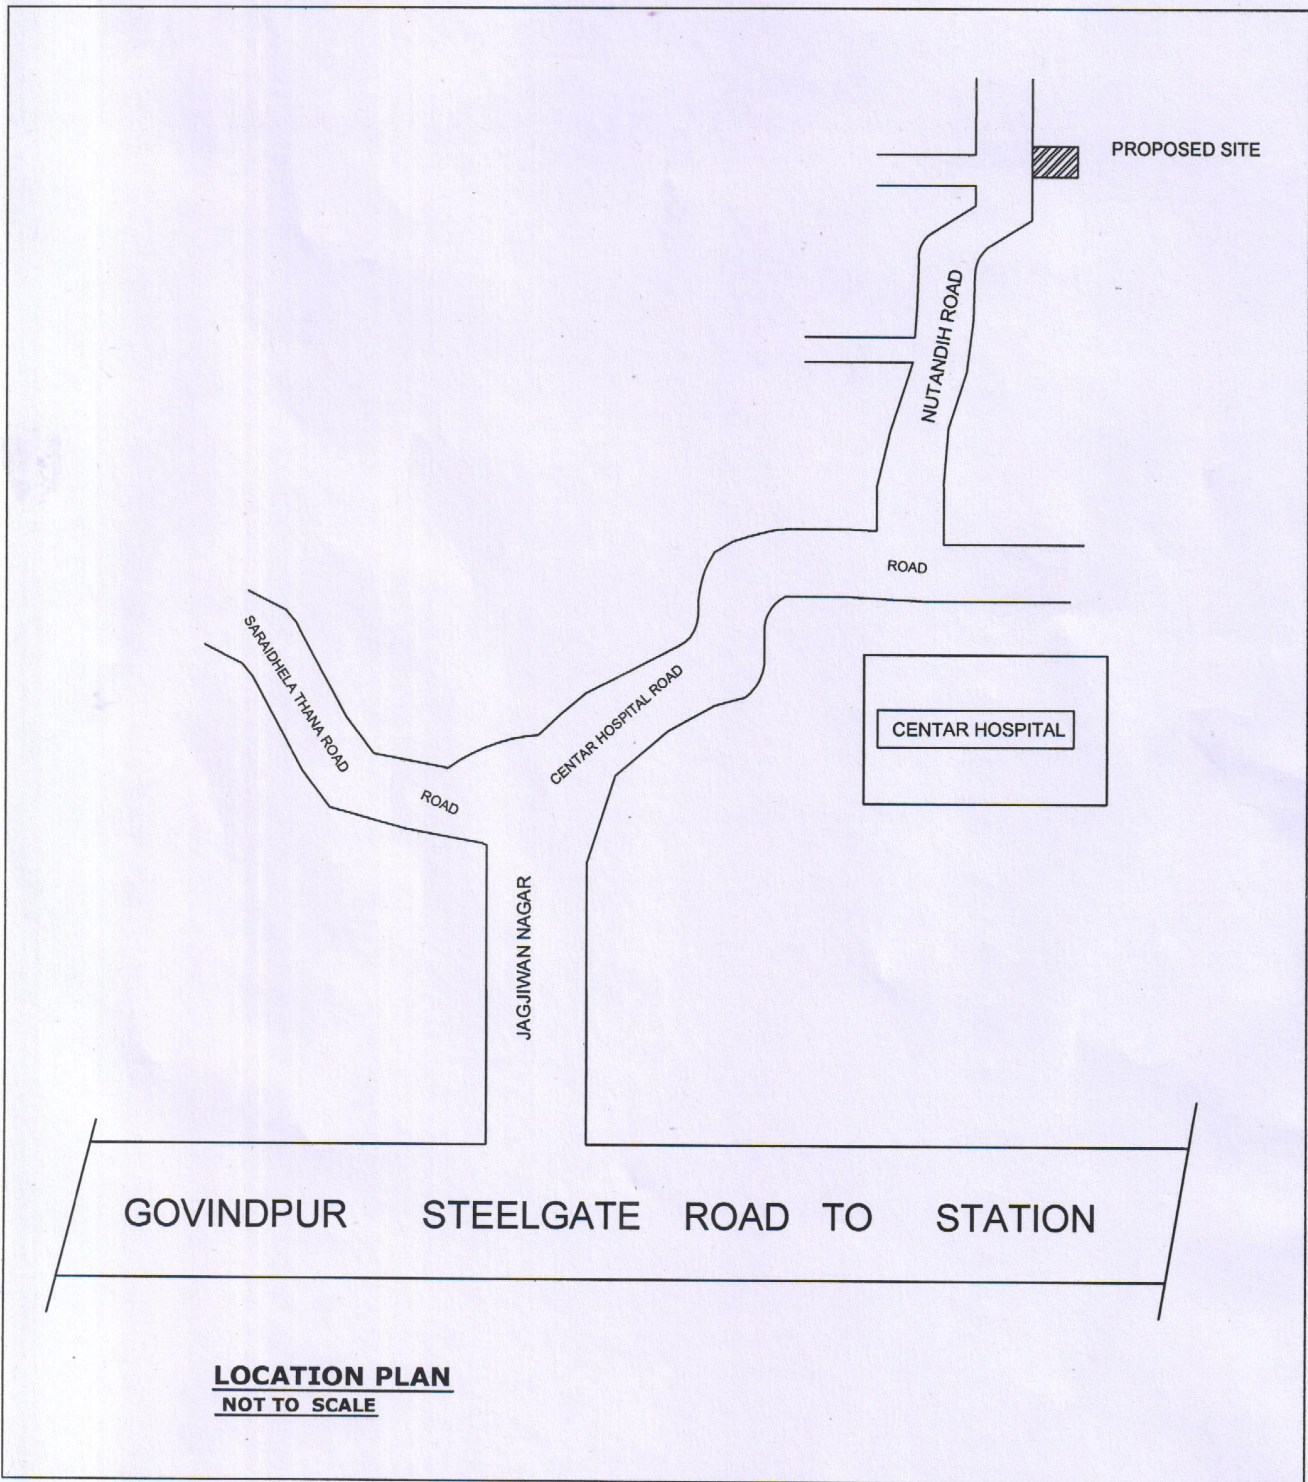 PROPOSED SITE
NUTANDIH ROAD
ROAD
SARAIDHELA THANA ROAD
CENTAR HOSPITAL ROAD
CENTAR HOSPITAL
ROAD
JAGJIWAN NAGAR
GOVINDPUR STEELGATE ROAD TO STATION
LOCATION PLAN
NOT TO SCALE